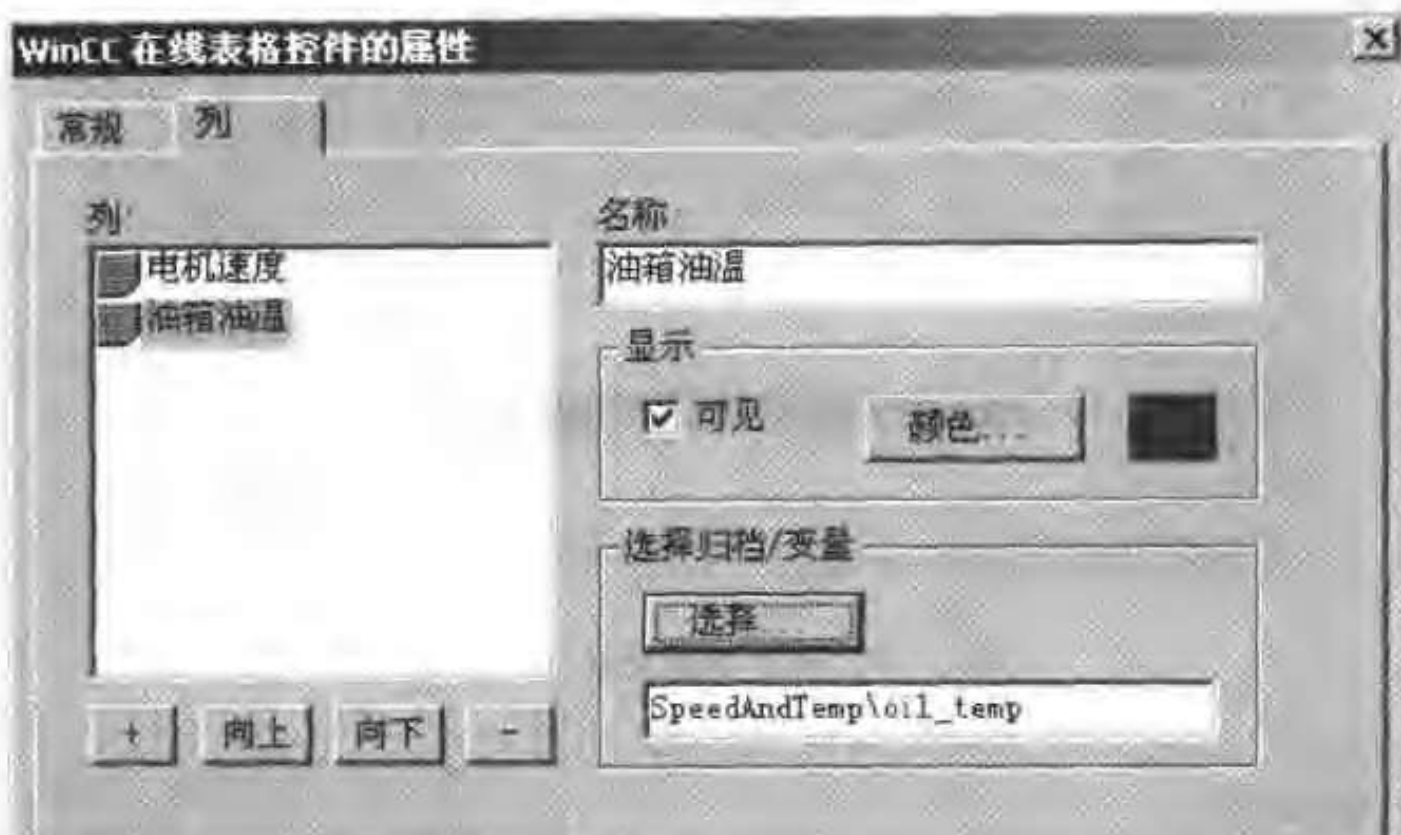 WinCC 在线表格控件的属性
常规
列
列:
电机速度
油箱油温
+
向上
向下
-
名称:
油箱油温
显示
可见
颜色...
选择归档/变量
选择...
SpeedAndTemp\oil_temp